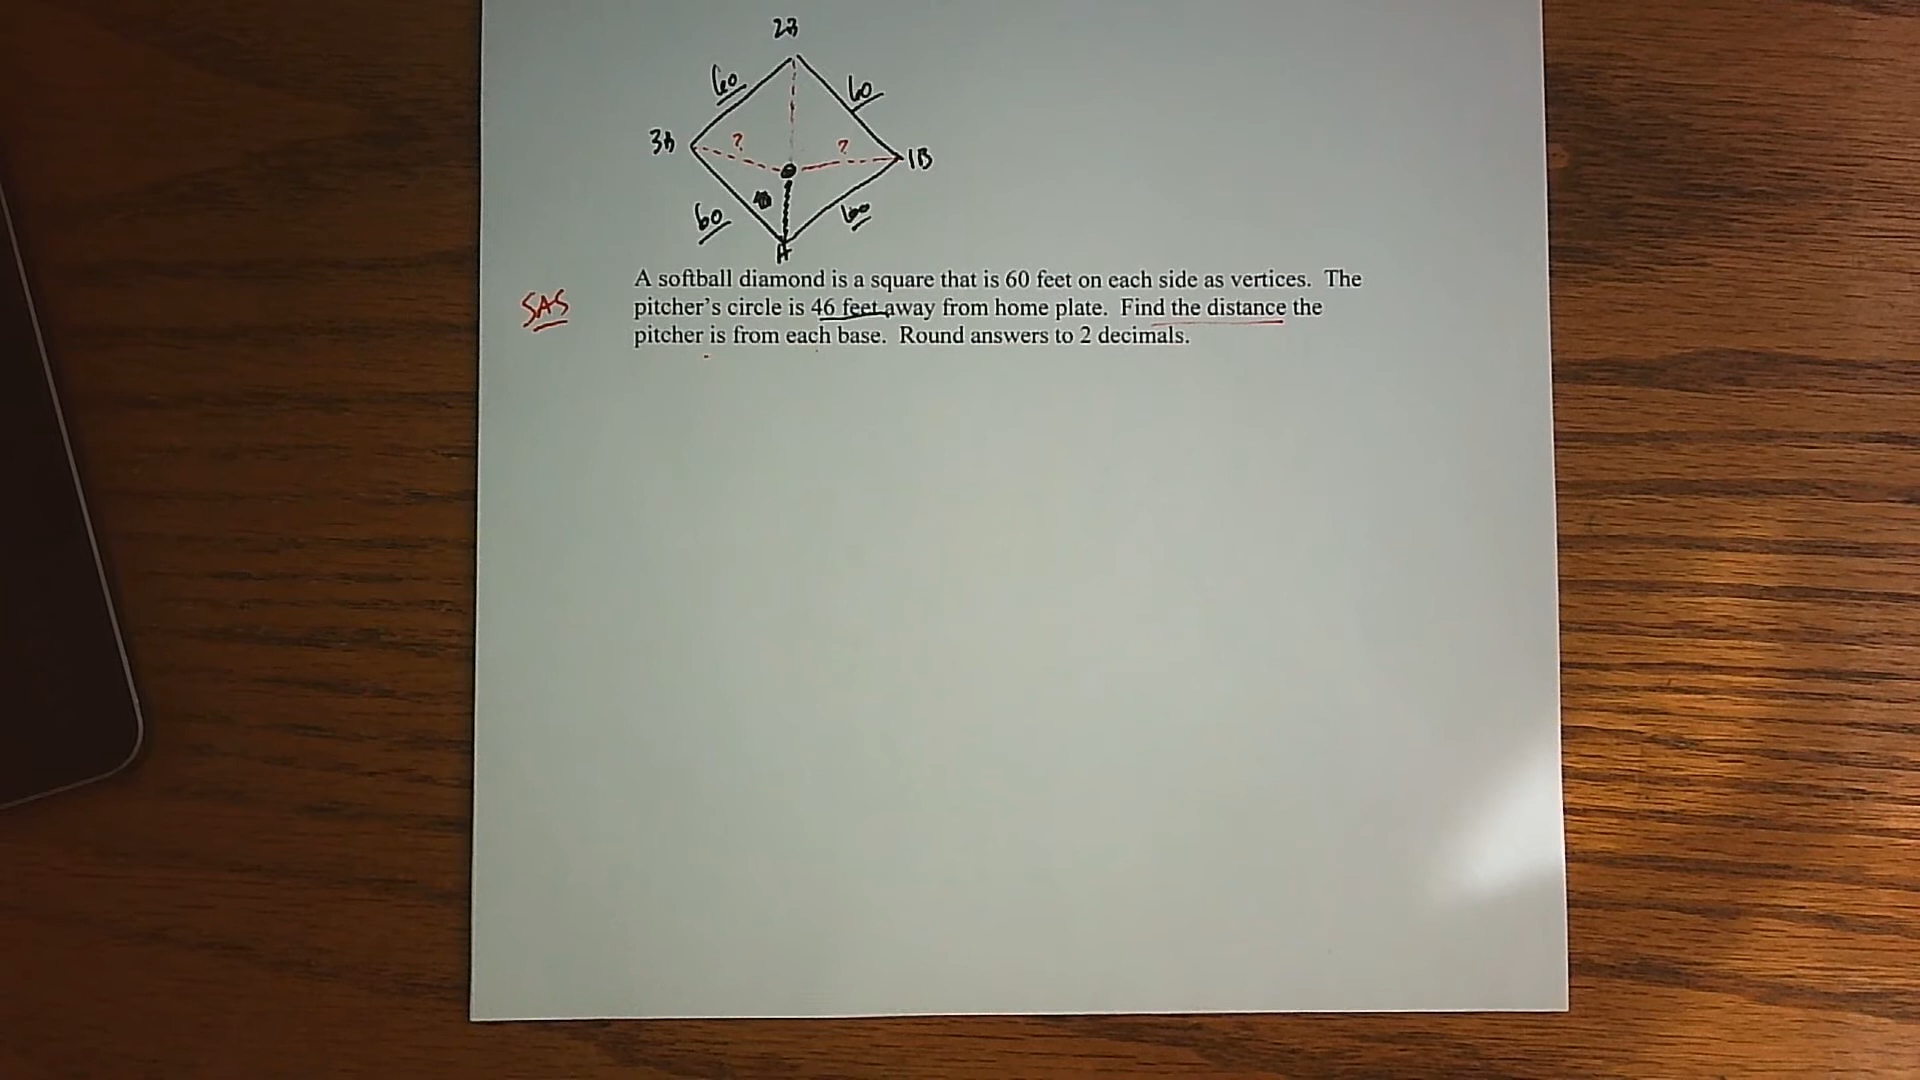 2B
60
60
3B
?
?
1B
60
60
H
A softball diamond is a square that is 60 feet on each side as vertices. The
SAS
pitcher’s circle is 46 feet away from home plate. Find the distance the
pitcher is from each base. Round answers to 2 decimals.